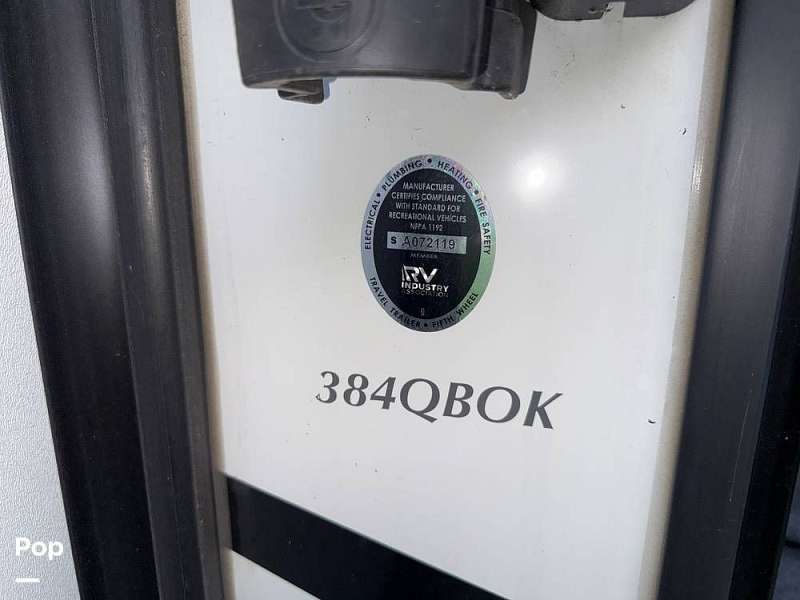 ELECTRICAL • PLUMBING • HEATING • FIRE SAFETY
MANUFACTURER
CERTIFIES COMPLIANCE
WITH STANDARD FOR
RECREATIONAL VEHICLES
NFPA 1192
S A072119
MEMBER
RV
INDUSTRY
ASSOCIATION
TRAVEL TRAILER • FIFTH WHEEL
384QBOK
Pop